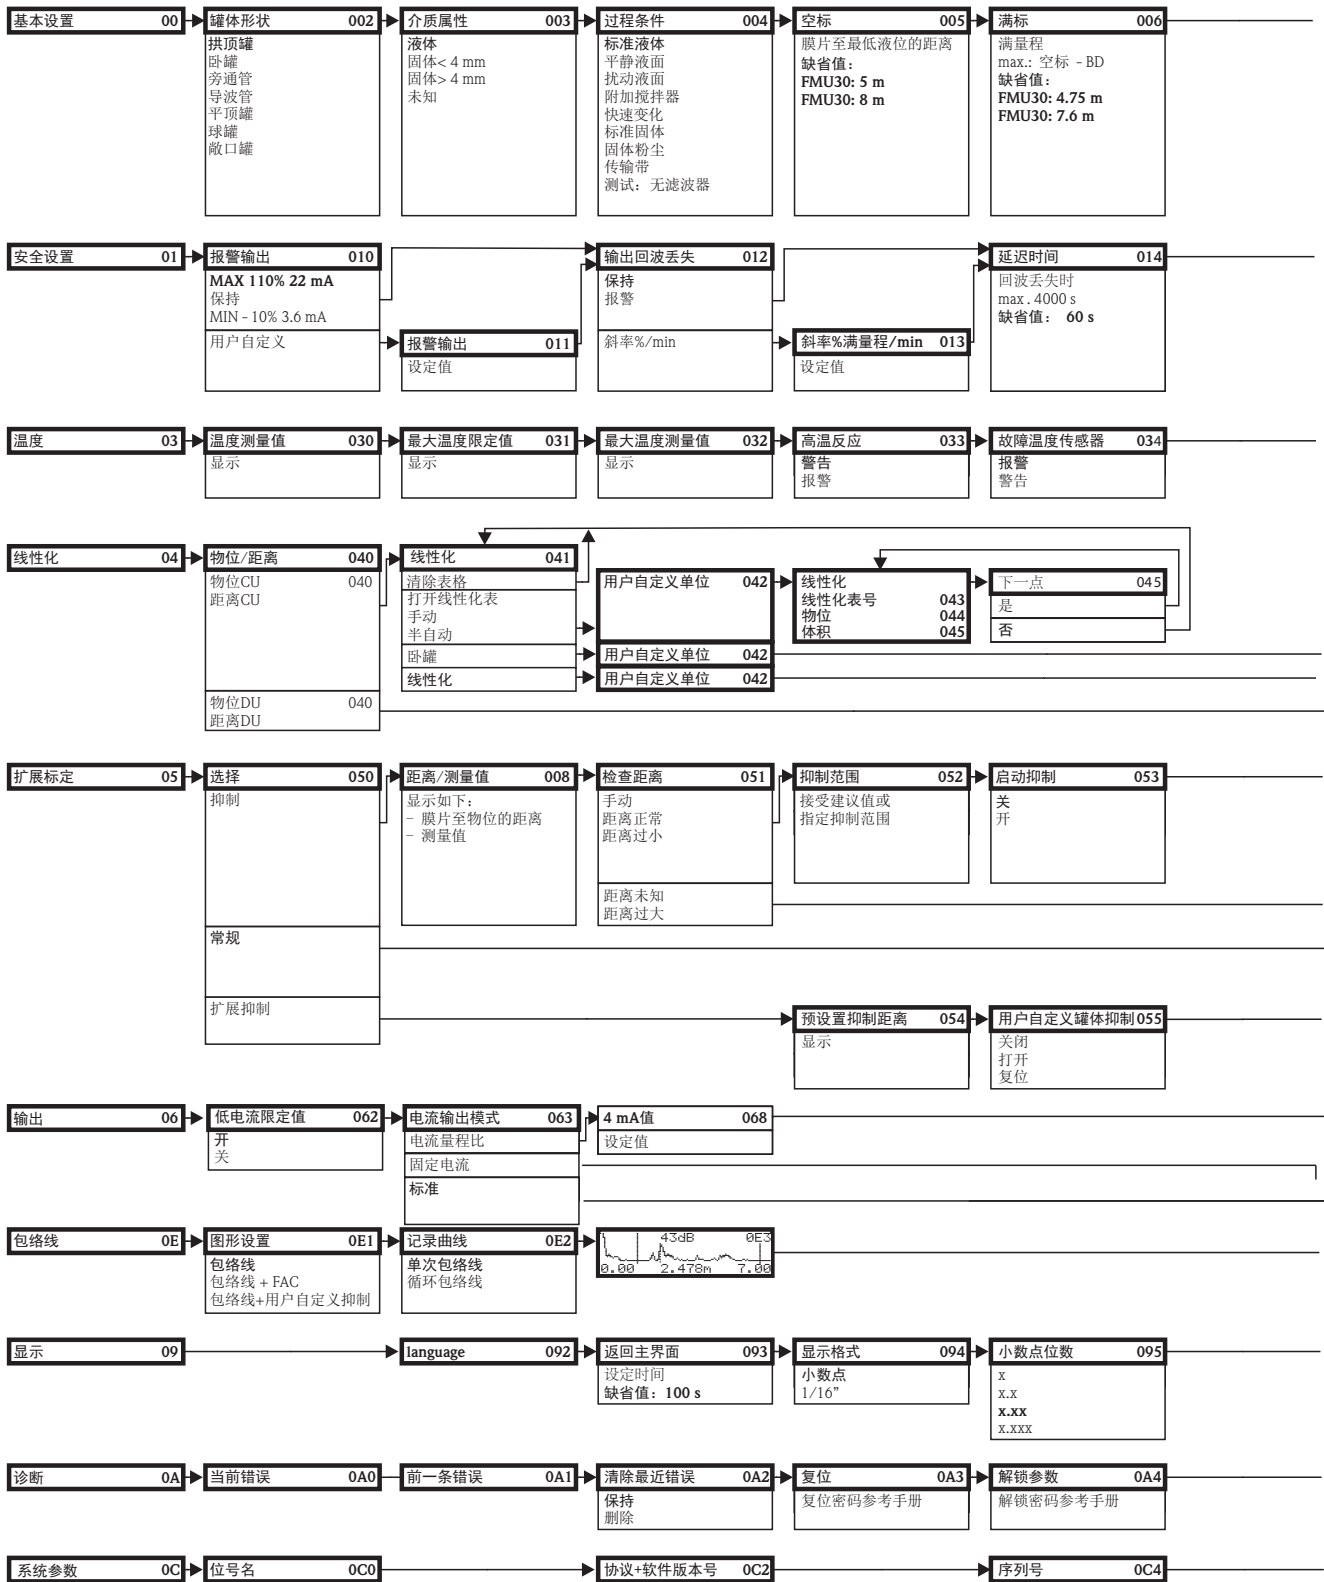 基本设置 00
罐体形状 002
拱顶罐
卧罐
旁通管
导波管
平顶罐
球罐
敞口罐
介质属性 003
液体
固体< 4 mm
固体> 4 mm
未知
过程条件 004
标准液体
平静液面
扰动液面
附加搅拌器
快速变化
标准固体
固体粉尘
传输带
测试：无滤波器
空标 005
膜片至最低液位的距离
缺省值：
FMU30: 5 m
FMU30: 8 m
满标 006
满量程
max.: 空标 - BD
缺省值：
FMU30: 4.75 m
FMU30: 7.6 m
安全设置 01
报警输出 010
MAX 110% 22 mA
保持
MIN - 10% 3.6 mA
用户自定义
报警输出 011
设定值
输出回波丢失 012
保持
报警
斜率%/min
斜率%满量程/min 013
设定值
延迟时间 014
回波丢失时
max . 4000 s
缺省值： 60 s
温度 03
温度测量值 030
显示
最大温度限定值 031
显示
最大温度测量值 032
显示
高温反应 033
警告
报警
故障温度传感器 034
报警
警告
线性化 04
物位/距离 040
物位CU 040
距离CU
物位DU 040
距离DU
线性化 041
清除表格
打开线性化表
手动
半自动
卧罐
线性化
用户自定义单位 042
用户自定义单位 042
用户自定义单位 042
线性化
线性化表号 043
物位 044
体积 045
下一点 045
是
否
扩展标定 05
选择 050
抑制
常规
扩展抑制
距离/测量值 008
显示如下：
- 膜片至物位的距离
- 测量值
检查距离 051
手动
距离正常
距离过小
距离未知
距离过大
抑制范围 052
接受建议值或
指定抑制范围
启动抑制 053
关
开
预设置抑制距离 054
显示
用户自定义罐体抑制 055
关闭
打开
复位
输出 06
低电流限定值 062
开
关
电流输出模式 063
电流量程比
固定电流
标准
4 mA值 068
设定值
包络线 0E
图形设置 0E1
包络线
包络线 + FAC
包络线+用户自定义抑制
记录曲线 0E2
单次包络线
循环包络线
43dB 0E3
0.00 2.478m 7.00
显示 09
language 092
返回主界面 093
设定时间
缺省值：100 s
显示格式 094
小数点
1/16”
小数点位数 095
x
x.x
x.xx
x.xxx
诊断 0A
当前错误 0A0
前一条错误 0A1
清除最近错误 0A2
保持
删除
复位 0A3
复位密码参考手册
解锁参数 0A4
解锁密码参考手册
系统参数 0C
位号名 0C0
协议+软件版本号 0C2
序列号 0C4